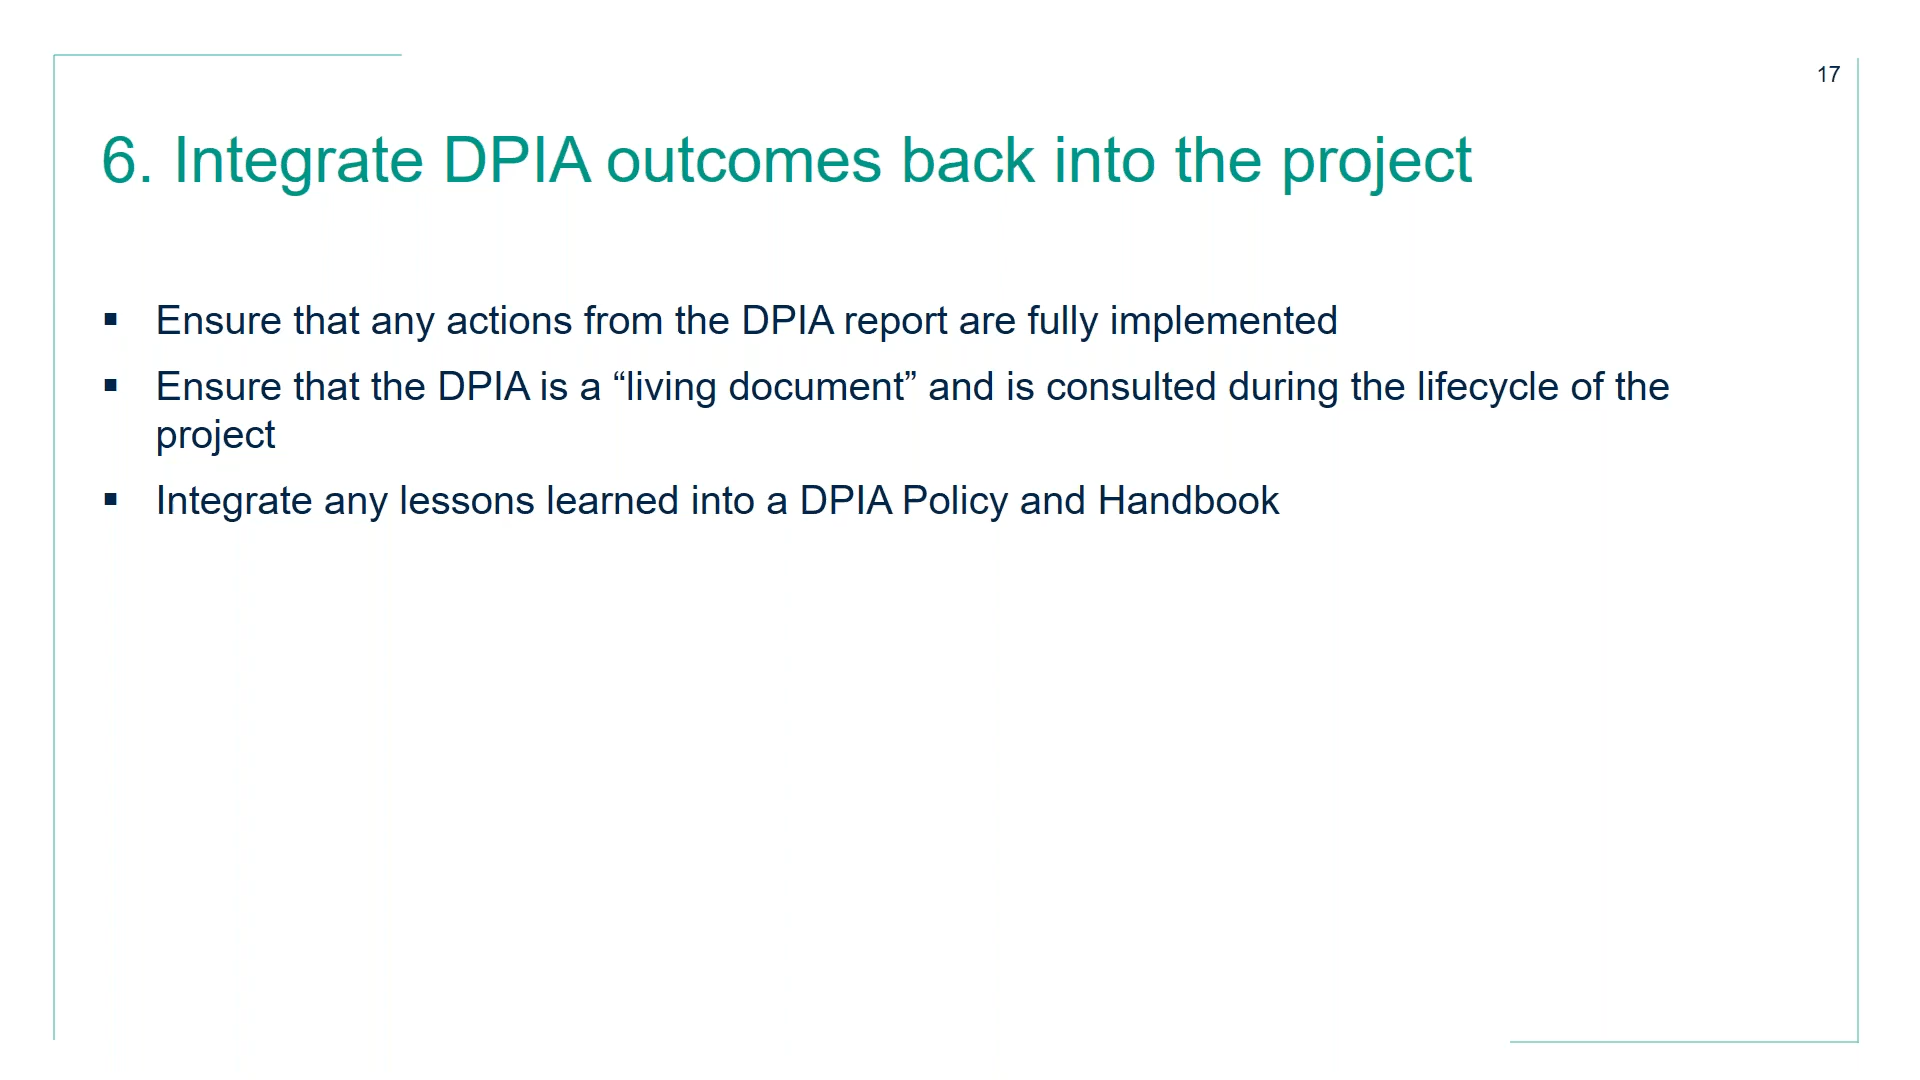 17
6. Integrate DPIA outcomes back into the project
▪ Ensure that any actions from the DPIA report are fully implemented
▪ Ensure that the DPIA is a “living document” and is consulted during the lifecycle of the
project
▪ Integrate any lessons learned into a DPIA Policy and Handbook